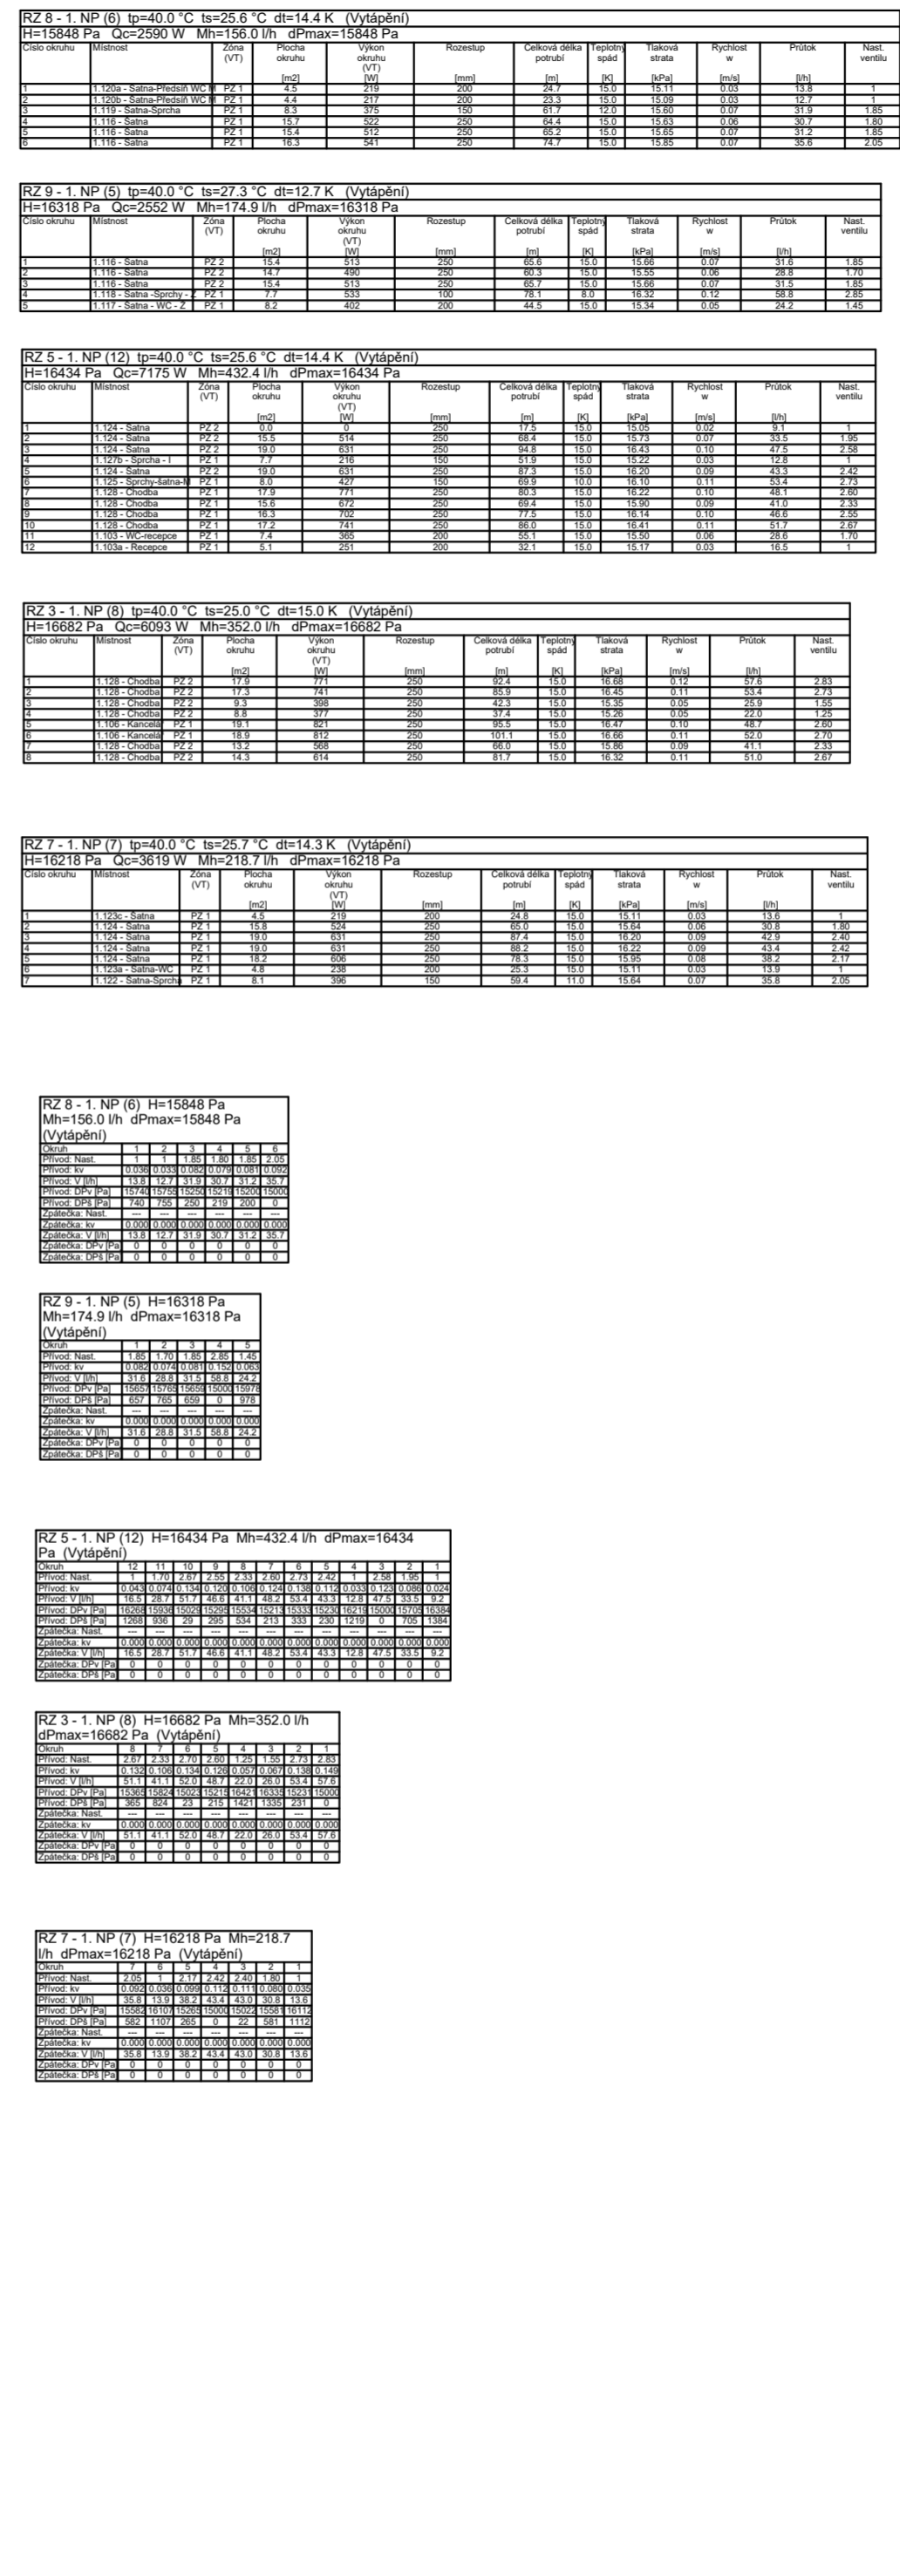 RZ 8 - 1. NP (6) tp=40.0 °C ts=25.6 °C dt=14.4 K (Vytápění)
H=15848 Pa Qc=2590 W Mh=156.0 l/h dPmax=15848 Pa
Číslo okruhu Místnost Zóna (VT) Plocha okruhu [m2] Výkon okruhu (VT) [W] Rozestup [mm] Celková délka potrubí [m] Teplotný spád [K] Tlaková strata [kPa] Rychlost w [m/s] Průtok [l/h] Nast. ventilu
1 1.120a - Šatna-Předsíň WC M PZ 1 4.5 219 200 24.7 15.0 15.11 0.03 13.8 1
2 1.120b - Šatna-Předsíň WC M PZ 1 4.4 217 200 23.3 15.0 15.09 0.03 12.7 1
3 1.119 - Šatna-Sprcha PZ 1 8.3 375 150 61.7 12.0 15.60 0.07 31.9 1.85
4 1.116 - Šatna PZ 1 15.7 522 250 64.4 15.0 15.63 0.06 30.7 1.80
5 1.116 - Šatna PZ 1 15.4 512 250 65.2 15.0 15.65 0.07 31.2 1.85
6 1.116 - Šatna PZ 1 16.3 541 250 74.7 15.0 15.85 0.07 35.6 2.05
RZ 9 - 1. NP (5) tp=40.0 °C ts=27.3 °C dt=12.7 K (Vytápění)
H=16318 Pa Qc=2552 W Mh=174.9 l/h dPmax=16318 Pa
Číslo okruhu Místnost Zóna (VT) Plocha okruhu [m2] Výkon okruhu (VT) [W] Rozestup [mm] Celková délka potrubí [m] Teplotný spád [K] Tlaková strata [kPa] Rychlost w [m/s] Průtok [l/h] Nast. ventilu
1 1.116 - Šatna PZ 2 15.4 513 250 65.6 15.0 15.66 0.07 31.6 1.85
2 1.116 - Šatna PZ 2 14.7 490 250 60.3 15.0 15.55 0.06 28.8 1.70
3 1.116 - Šatna PZ 2 15.4 513 250 65.7 15.0 15.66 0.07 31.5 1.85
4 1.118 - Šatna -Sprchy - Ž PZ 1 7.7 533 100 78.1 8.0 16.32 0.12 58.8 2.85
5 1.117 - Šatna - WC - Ž PZ 1 8.2 402 200 44.5 15.0 15.34 0.05 24.2 1.45
RZ 5 - 1. NP (12) tp=40.0 °C ts=25.6 °C dt=14.4 K (Vytápění)
H=16434 Pa Qc=7175 W Mh=432.4 l/h dPmax=16434 Pa
Číslo okruhu Místnost Zóna (VT) Plocha okruhu [m2] Výkon okruhu (VT) [W] Rozestup [mm] Celková délka potrubí [m] Teplotný spád [K] Tlaková strata [kPa] Rychlost w [m/s] Průtok [l/h] Nast. ventilu
1 1.124 - Šatna PZ 2 0.0 0 250 17.5 15.0 15.05 0.02 9.1 1
2 1.124 - Šatna PZ 2 15.5 514 250 68.4 15.0 15.73 0.07 33.5 1.95
3 1.124 - Šatna PZ 2 19.0 631 250 94.8 15.0 16.43 0.10 47.5 2.58
4 1.127b - Sprcha - I PZ 1 7.7 216 150 51.9 15.0 15.22 0.03 12.8 1
5 1.124 - Šatna PZ 2 19.0 631 250 87.3 15.0 16.20 0.09 43.3 2.42
6 1.125 - Sprchy-šatna-M PZ 1 8.0 427 150 69.9 10.0 16.10 0.11 53.4 2.73
7 1.128 - Chodba PZ 1 17.9 771 250 80.3 15.0 16.22 0.10 48.1 2.60
8 1.128 - Chodba PZ 1 15.6 672 250 69.4 15.0 15.90 0.09 41.0 2.33
9 1.128 - Chodba PZ 1 16.3 702 250 77.5 15.0 16.14 0.10 46.6 2.55
10 1.128 - Chodba PZ 1 17.2 741 250 86.0 15.0 16.41 0.11 51.7 2.67
11 1.103 - WC-recepce PZ 1 7.4 365 200 55.1 15.0 15.50 0.06 28.6 1.70
12 1.103a - Recepce PZ 1 5.1 251 200 32.1 15.0 15.17 0.03 16.5 1
RZ 3 - 1. NP (8) tp=40.0 °C ts=25.0 °C dt=15.0 K (Vytápění)
H=16682 Pa Qc=6093 W Mh=352.0 l/h dPmax=16682 Pa
Číslo okruhu Místnost Zóna (VT) Plocha okruhu [m2] Výkon okruhu (VT) [W] Rozestup [mm] Celková délka potrubí [m] Teplotný spád [K] Tlaková strata [kPa] Rychlost w [m/s] Průtok [l/h] Nast. ventilu
1 1.128 - Chodba PZ 2 17.9 771 250 92.4 15.0 16.68 0.12 57.6 2.83
2 1.128 - Chodba PZ 2 17.3 741 250 85.9 15.0 16.45 0.11 53.4 2.73
3 1.128 - Chodba PZ 2 9.3 398 250 42.3 15.0 15.35 0.05 25.9 1.55
4 1.128 - Chodba PZ 2 8.8 377 250 37.4 15.0 15.26 0.05 22.0 1.25
5 1.106 - Kancelá PZ 1 19.1 821 250 95.5 15.0 16.47 0.10 48.7 2.60
6 1.106 - Kancelá PZ 1 18.9 812 250 101.1 15.0 16.66 0.11 52.0 2.70
7 1.128 - Chodba PZ 2 13.2 568 250 66.0 15.0 15.86 0.09 41.1 2.33
8 1.128 - Chodba PZ 2 14.3 614 250 81.7 15.0 16.32 0.11 51.0 2.67
RZ 7 - 1. NP (7) tp=40.0 °C ts=25.7 °C dt=14.3 K (Vytápění)
H=16218 Pa Qc=3619 W Mh=218.7 l/h dPmax=16218 Pa
Číslo okruhu Místnost Zóna (VT) Plocha okruhu [m2] Výkon okruhu (VT) [W] Rozestup [mm] Celková délka potrubí [m] Teplotný spád [K] Tlaková strata [kPa] Rychlost w [m/s] Průtok [l/h] Nast. ventilu
1 1.123c - Šatna PZ 1 4.5 219 200 24.8 15.0 15.11 0.03 13.6 1
2 1.124 - Šatna PZ 1 15.8 524 250 65.0 15.0 15.64 0.06 30.8 1.80
3 1.124 - Šatna PZ 1 19.0 631 250 87.4 15.0 16.20 0.09 42.9 2.40
4 1.124 - Šatna PZ 1 19.0 631 250 88.2 15.0 16.22 0.09 43.4 2.42
5 1.124 - Šatna PZ 1 18.2 606 250 78.3 15.0 15.95 0.08 38.2 2.17
6 1.123a - Šatna-WC PZ 1 4.8 238 200 25.3 15.0 15.11 0.03 13.9 1
7 1.122 - Šatna-Sprcha PZ 1 8.1 396 150 59.4 11.0 15.64 0.07 35.8 2.05
RZ 8 - 1. NP (6) H=15848 Pa
Mh=156.0 l/h dPmax=15848 Pa
(Vytápění)
Okruh 1 2 3 4 5 6
Přívod: Nast. 1 1 1.85 1.80 1.85 2.05
Přívod: kv 0.036 0.033 0.082 0.079 0.081 0.092
Přívod: V [l/h] 13.8 12.7 31.9 30.7 31.2 35.7
Přívod: DPv [Pa] 15740 15755 15250 15219 15200 15000
Přívod: DPš [Pa] 740 755 250 219 200 0
Zpátečka: Nast. --- --- --- --- --- ---
Zpátečka: kv 0.000 0.000 0.000 0.000 0.000 0.000
Zpátečka: V [l/h] 13.8 12.7 31.9 30.7 31.2 35.7
Zpátečka: DPv [Pa] 0 0 0 0 0 0
Zpátečka: DPš [Pa] 0 0 0 0 0 0
RZ 9 - 1. NP (5) H=16318 Pa
Mh=174.9 l/h dPmax=16318 Pa
(Vytápění)
Okruh 1 2 3 4 5
Přívod: Nast. 1.85 1.70 1.85 2.85 1.45
Přívod: kv 0.082 0.074 0.081 0.152 0.063
Přívod: V [l/h] 31.6 28.8 31.5 58.8 24.2
Přívod: DPv [Pa] 15657 15765 15659 15000 15978
Přívod: DPš [Pa] 657 765 659 0 978
Zpátečka: Nast. --- --- --- --- ---
Zpátečka: kv 0.000 0.000 0.000 0.000 0.000
Zpátečka: V [l/h] 31.6 28.8 31.5 58.8 24.2
Zpátečka: DPv [Pa] 0 0 0 0 0
Zpátečka: DPš [Pa] 0 0 0 0 0
RZ 5 - 1. NP (12) H=16434 Pa Mh=432.4 l/h dPmax=16434
Pa (Vytápění)
Okruh 12 11 10 9 8 7 6 5 4 3 2 1
Přívod: Nast. 1 1.70 2.67 2.55 2.33 2.60 2.73 2.42 1 2.58 1.95 1
Přívod: kv 0.043 0.074 0.134 0.120 0.106 0.124 0.138 0.112 0.033 0.123 0.086 0.024
Přívod: V [l/h] 16.5 28.7 51.7 46.6 41.1 48.2 53.4 43.3 12.8 47.5 33.5 9.2
Přívod: DPv [Pa] 16268 15936 15029 15295 15534 15213 15333 15230 16219 15000 15705 16384
Přívod: DPš [Pa] 1268 936 29 295 534 213 333 230 1219 0 705 1384
Zpátečka: Nast. --- --- --- --- --- --- --- --- --- --- --- ---
Zpátečka: kv 0.000 0.000 0.000 0.000 0.000 0.000 0.000 0.000 0.000 0.000 0.000 0.000
Zpátečka: V [l/h] 16.5 28.7 51.7 46.6 41.1 48.2 53.4 43.3 12.8 47.5 33.5 9.2
Zpátečka: DPv [Pa] 0 0 0 0 0 0 0 0 0 0 0 0
Zpátečka: DPš [Pa] 0 0 0 0 0 0 0 0 0 0 0 0
RZ 3 - 1. NP (8) H=16682 Pa Mh=352.0 l/h
dPmax=16682 Pa (Vytápění)
Okruh 8 7 6 5 4 3 2 1
Přívod: Nast. 2.67 2.33 2.70 2.60 1.25 1.55 2.73 2.83
Přívod: kv 0.132 0.106 0.134 0.126 0.057 0.067 0.138 0.149
Přívod: V [l/h] 51.1 41.1 52.0 48.7 22.0 26.0 53.4 57.6
Přívod: DPv [Pa] 15365 15824 15023 15215 16421 16335 15231 15000
Přívod: DPš [Pa] 365 824 23 215 1421 1335 231 0
Zpátečka: Nast. --- --- --- --- --- --- --- ---
Zpátečka: kv 0.000 0.000 0.000 0.000 0.000 0.000 0.000 0.000
Zpátečka: V [l/h] 51.1 41.1 52.0 48.7 22.0 26.0 53.4 57.6
Zpátečka: DPv [Pa] 0 0 0 0 0 0 0 0
Zpátečka: DPš [Pa] 0 0 0 0 0 0 0 0
RZ 7 - 1. NP (7) H=16218 Pa Mh=218.7
l/h dPmax=16218 Pa (Vytápění)
Okruh 7 6 5 4 3 2 1
Přívod: Nast. 2.05 1 2.17 2.42 2.40 1.80 1
Přívod: kv 0.092 0.036 0.099 0.112 0.111 0.080 0.035
Přívod: V [l/h] 35.8 13.9 38.2 43.4 43.0 30.8 13.6
Přívod: DPv [Pa] 15582 16107 15265 15000 15022 15581 16112
Přívod: DPš [Pa] 582 1107 265 0 22 581 1112
Zpátečka: Nast. --- --- --- --- --- --- ---
Zpátečka: kv 0.000 0.000 0.000 0.000 0.000 0.000 0.000
Zpátečka: V [l/h] 35.8 13.9 38.2 43.4 43.0 30.8 13.6
Zpátečka: DPv [Pa] 0 0 0 0 0 0 0
Zpátečka: DPš [Pa] 0 0 0 0 0 0 0